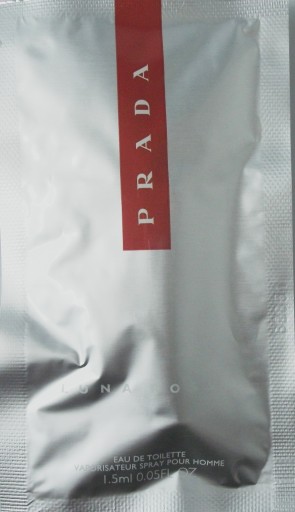 PRADA
EAU DE TOILETTE
VAPORISATEUR SPRAY POUR HOMME
1.5ml 0.05FL.OZ